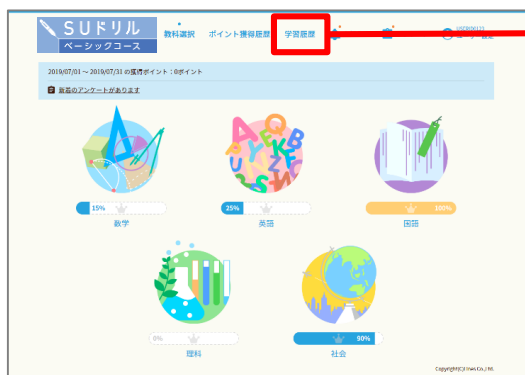 SUドリル
ベーシックコース
教科選択 ポイント獲得履歴 学習履歴
2019/07/01 ~ 2019/07/31 の獲得ポイント:0ポイント
新着のアンケートがあります
15%
数学
25%
英語
100%
国語
0%
理科
90%
社会